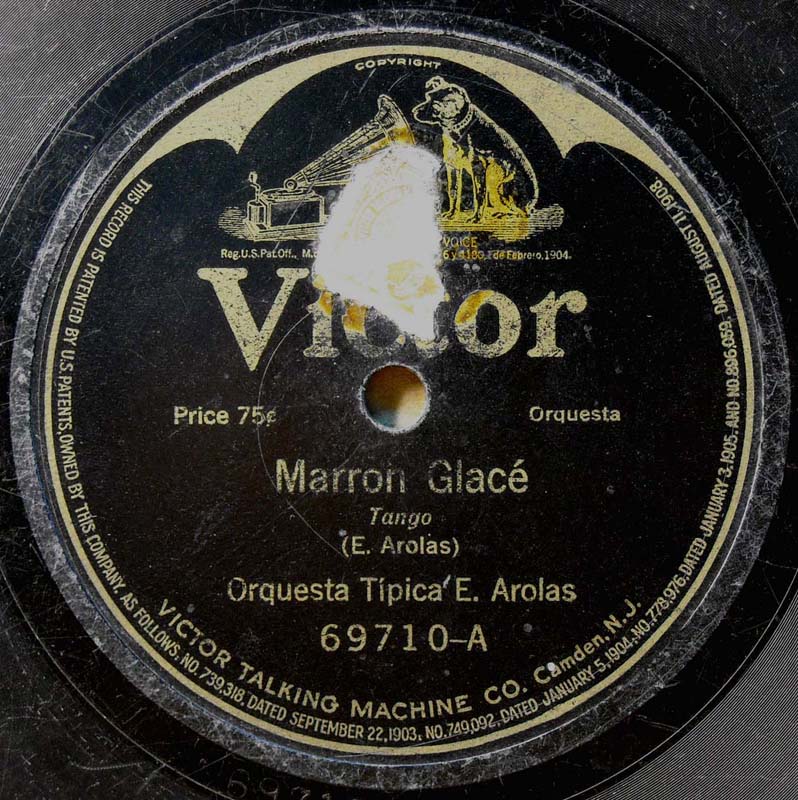 COPYRIGHT
VOICE
Reg.U.S.Pat.Off., 1 de Febrero, 1904.
Victor
Price 75¢ Orquesta
Marron Glacé
Tango
(E. Arolas)
Orquesta Típica E. Arolas
69710-A
VICTOR TALKING MACHINE CO. Camden, N.J.
THIS RECORD IS PATENTED BY U.S. PATENTS, OWNED BY THIS COMPANY, AS FOLLOWS: NO. 739,318, DATED SEPTEMBER 22,1903, NO. 749,092, DATED JANUARY 5, 1904, NO. 778,976, DATED JANUARY 3, 1905, AND NO. 896,059, DATED AUGUST 11, 1908